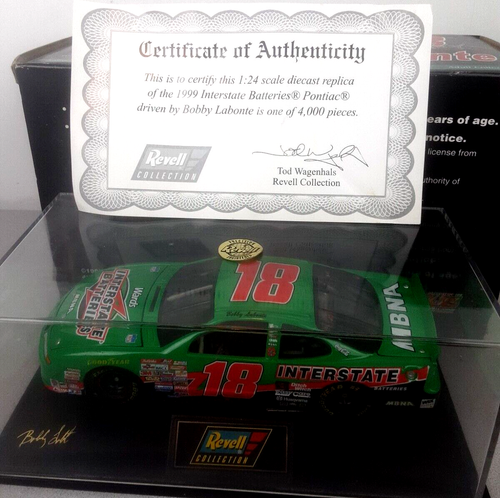 Certificate of Authenticity
This is to certify this 1:24 scale diecast replica
of the 1999 Interstate Batteries® Pontiac®
driven by Bobby Labonte is one of 4,000 pieces.
Revell
COLLECTION
Tod Wagenhals
Revell Collection
ears of age.
notice.
license from
uthority of
18
INTERSTATE
BATTERIES
MBNA
18
INTERSTATE
BATTERIES
MBNA
GOODYEAR
Revell
COLLECTION